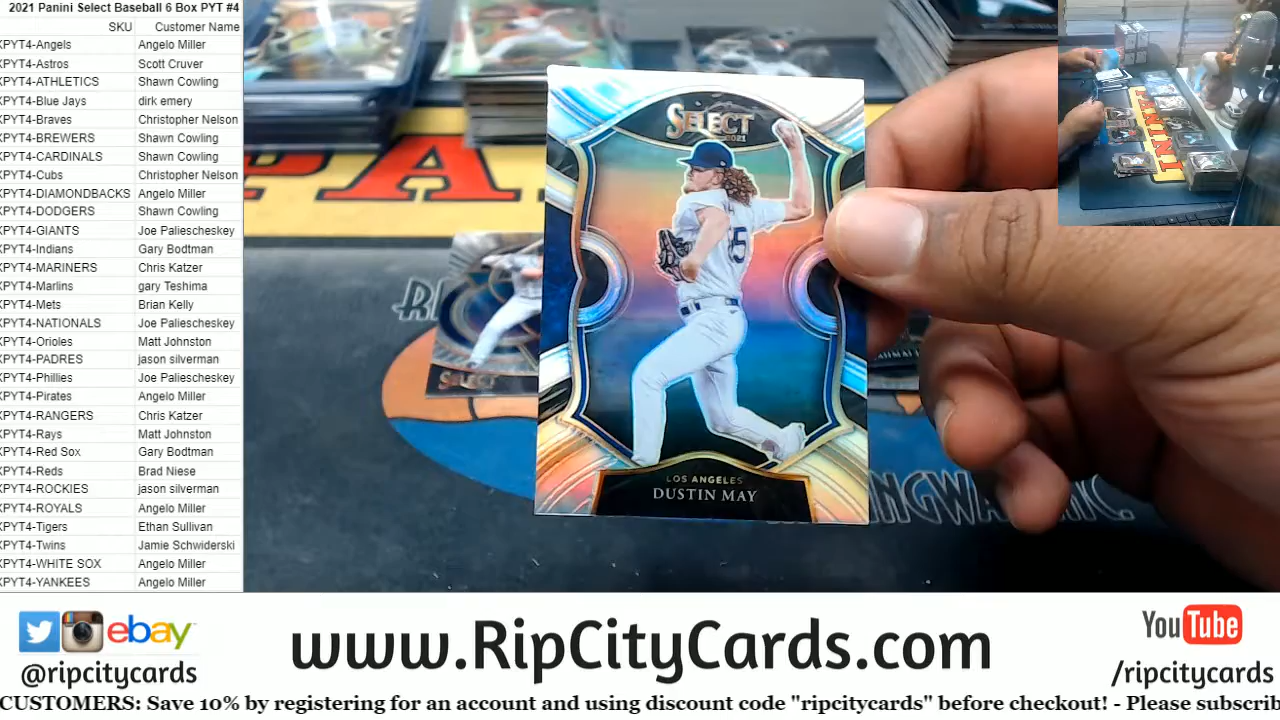 2021 Panini Select Baseball 6 Box PYT #4
SKU Customer Name
XPYT4-Angels Angelo Miller
XPYT4-Astros Scott Cruver
XPYT4-ATHLETICS Shawn Cowling
XPYT4-Blue Jays dirk emery
XPYT4-Braves Christopher Nelson
XPYT4-BREWERS Shawn Cowling
XPYT4-CARDINALS Shawn Cowling
XPYT4-Cubs Christopher Nelson
XPYT4-DIAMONDBACKS Angelo Miller
XPYT4-DODGERS Shawn Cowling
XPYT4-GIANTS Joe Paliescheskey
XPYT4-Indians Gary Bodtman
XPYT4-MARINERS Chris Katzer
XPYT4-Marlins gary Teshima
XPYT4-Mets Brian Kelly
XPYT4-NATIONALS Joe Paliescheskey
XPYT4-Orioles Matt Johnston
XPYT4-PADRES jason silverman
XPYT4-Phillies Joe Paliescheskey
XPYT4-Pirates Angelo Miller
XPYT4-RANGERS Chris Katzer
XPYT4-Rays Matt Johnston
XPYT4-Red Sox Gary Bodtman
XPYT4-Reds Brad Niese
XPYT4-ROCKIES jason silverman
XPYT4-ROYALS Angelo Miller
XPYT4-Tigers Ethan Sullivan
XPYT4-Twins Jamie Schwiderski
XPYT4-WHITE SOX Angelo Miller
XPYT4-YANKEES Angelo Miller
SELECT
2021
15
LOS ANGELES
DUSTIN MAY
SELECT
PANINI
ebay
@ripcitycards
www.RipCityCards.com
YouTube
/ripcitycards
CUSTOMERS: Save 10% by registering for an account and using discount code "ripcitycards" before checkout! - Please subscrib